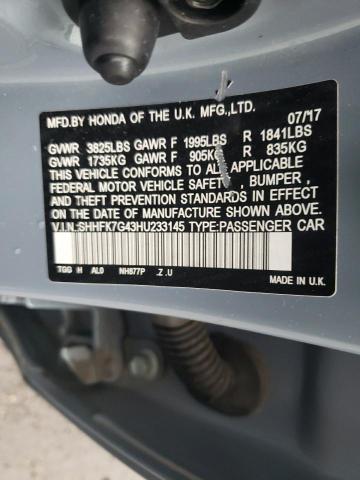 MFD.BY HONDA OF THE U.K. MFG.,LTD. 07/17
GVWR 3825LBS GAWR F 1995LBS R 1841LBS
GVWR 1735KG GAWR F 905KG R 835KG
THIS VEHICLE CONFORMS TO ALL APPLICABLE
FEDERAL MOTOR VEHICLE SAFETY, BUMPER, AND
THEFT PREVENTION STANDARDS IN EFFECT ON
THE DATE OF MANUFACTURE SHOWN ABOVE.
V.I.N.:SHHFK7G43HU233145 TYPE:PASSENGER CAR
TGG H AL0 NH877P .Z .U MADE IN U.K.